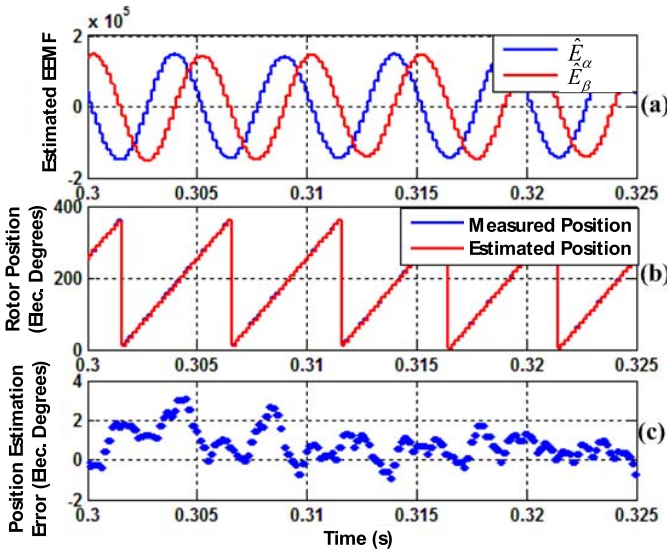 × 10⁵
2
0
-2
Estimated EEMF
Ê_α
Ê_β
(a)
0.3 0.305 0.31 0.315 0.32 0.325
400
200
0
Rotor Position
(Elec. Degrees)
Measured Position
Estimated Position
(b)
0.3 0.305 0.31 0.315 0.32 0.325
4
2
0
-2
Position Estimation
Error (Elec. Degrees)
(c)
0.3 0.305 0.31 0.315 0.32 0.325
Time (s)